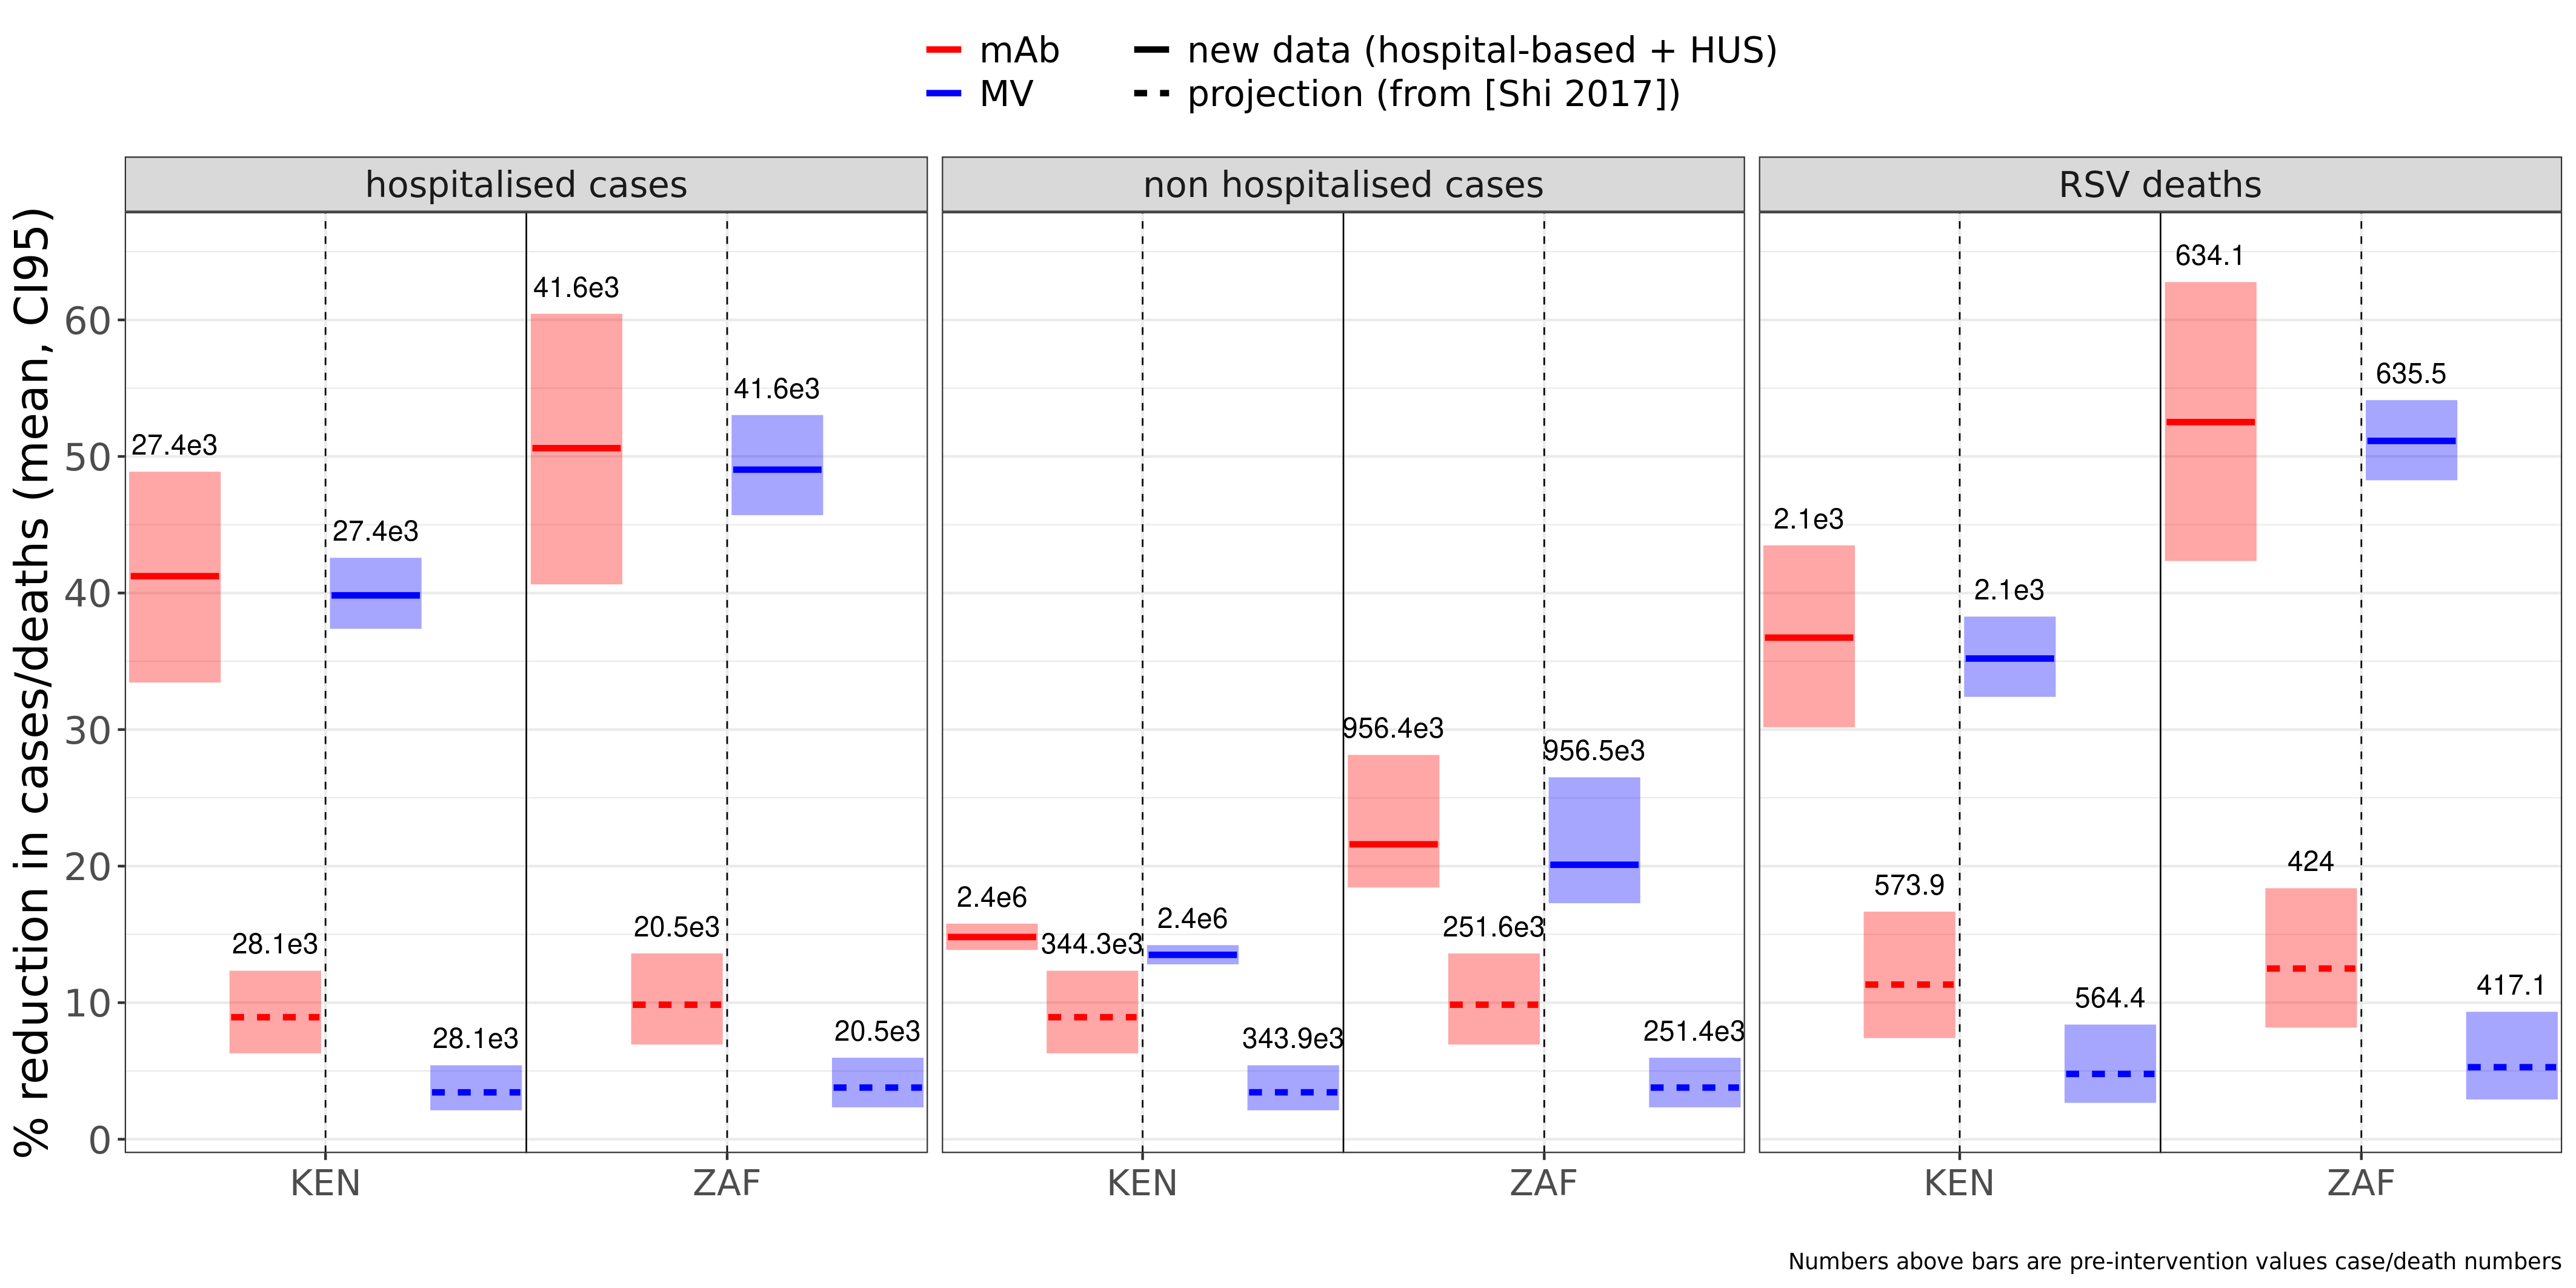 mAb
MV
new data (hospital-based + HUS)
projection (from [Shi 2017])
% reduction in cases/deaths (mean, CI95)
60
50
40
30
20
10
0
hospitalised cases
27.4e3
28.1e3
27.4e3
28.1e3
41.6e3
20.5e3
41.6e3
20.5e3
KEN
ZAF
non hospitalised cases
2.4e6
344.3e3
2.4e6
343.9e3
956.4e3
251.6e3
956.5e3
251.4e3
KEN
ZAF
RSV deaths
2.1e3
573.9
2.1e3
564.4
634.1
424
635.5
417.1
KEN
ZAF
Numbers above bars are pre-intervention values case/death numbers